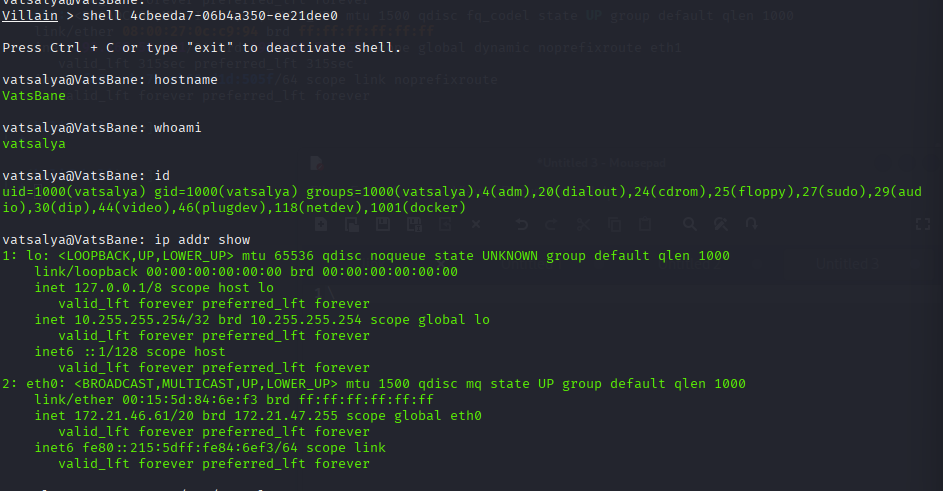 Villain > shell 4cbeeda7-06b4a350-ee21dee0
Press Ctrl + C or type "exit" to deactivate shell.
vatsalya@VatsBane: hostname
VatsBane
vatsalya@VatsBane: whoami
vatsalya
vatsalya@VatsBane: id
uid=1000(vatsalya) gid=1000(vatsalya) groups=1000(vatsalya),4(adm),20(dialout),24(cdrom),25(floppy),27(sudo),29(aud
io),30(dip),44(video),46(plugdev),118(netdev),1001(docker)
vatsalya@VatsBane: ip addr show
1: lo: <LOOPBACK,UP,LOWER_UP> mtu 65536 qdisc noqueue state UNKNOWN group default qlen 1000
    link/loopback 00:00:00:00:00:00 brd 00:00:00:00:00:00
    inet 127.0.0.1/8 scope host lo
       valid_lft forever preferred_lft forever
    inet 10.255.255.254/32 brd 10.255.255.254 scope global lo
       valid_lft forever preferred_lft forever
    inet6 ::1/128 scope host
       valid_lft forever preferred_lft forever
2: eth0: <BROADCAST,MULTICAST,UP,LOWER_UP> mtu 1500 qdisc mq state UP group default qlen 1000
    link/ether 00:15:5d:84:6e:f3 brd ff:ff:ff:ff:ff:ff
    inet 172.21.46.61/20 brd 172.21.47.255 scope global eth0
       valid_lft forever preferred_lft forever
    inet6 fe80::215:5dff:fe84:6ef3/64 scope link
       valid_lft forever preferred_lft forever